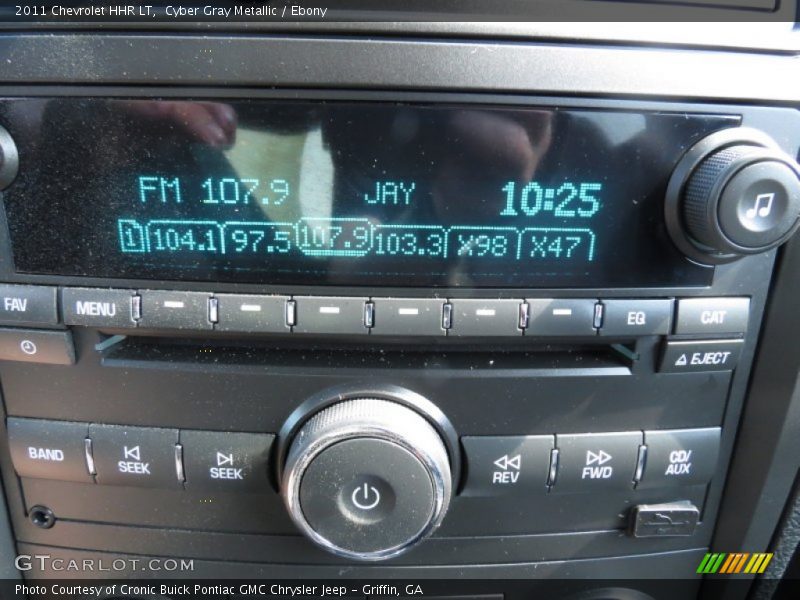 2011 Chevrolet HHR LT, Cyber Gray Metallic / Ebony
FM 107.9 JAY 10:25
1 104.1 97.5 107.9 103.3 X98 X47
FAV MENU EQ CAT
EJECT
BAND SEEK SEEK REV FWD CD/AUX
GTCARLOT.COM
Photo Courtesy of Cronic Buick Pontiac GMC Chrysler Jeep - Griffin, GA